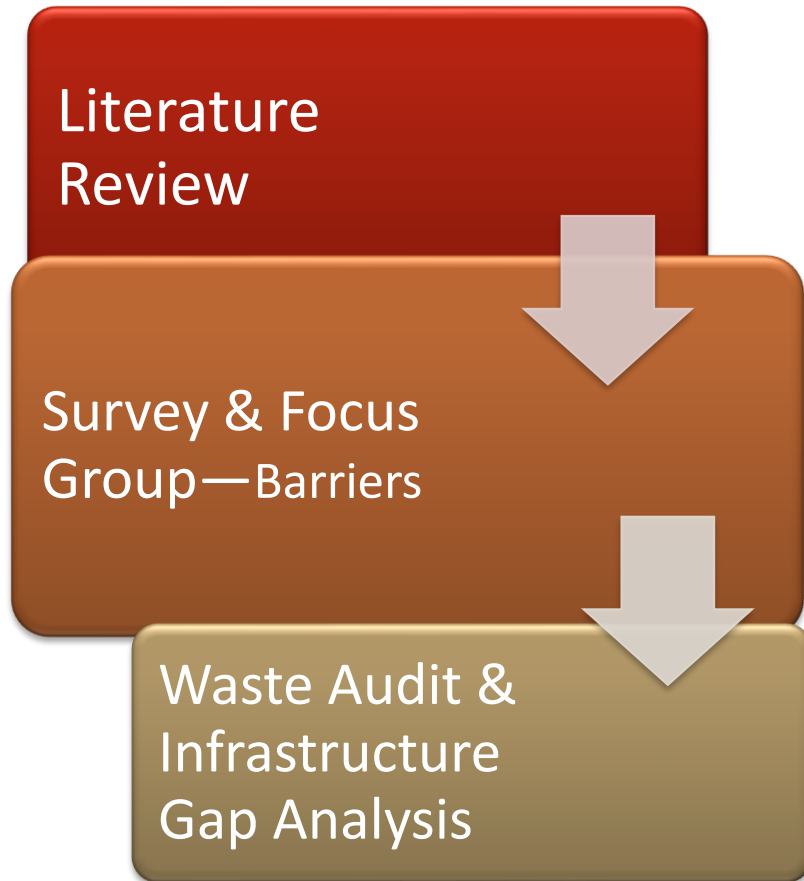 Literature
Review
Survey & Focus
Group—Barriers
Waste Audit &
Infrastructure
Gap Analysis